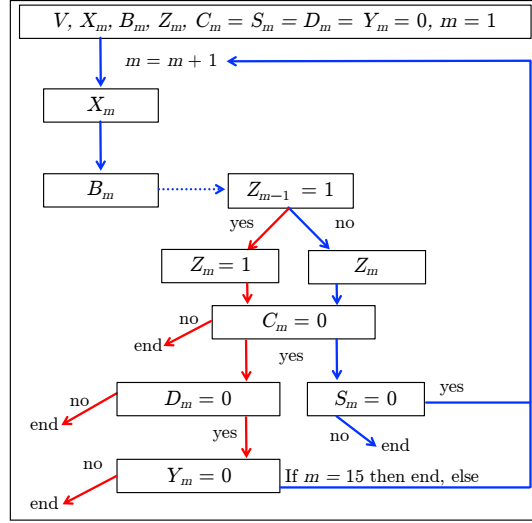 V, X_m, B_m, Z_m, C_m = S_m = D_m = Y_m = 0, m = 1
m = m + 1
X_m
B_m
Z_{m−1} = 1
yes
no
Z_m = 1
Z_m
no
C_m = 0
end
yes
no
D_m = 0
S_m = 0
yes
end
yes
no
end
no
Y_m = 0
If m = 15 then end, else
end